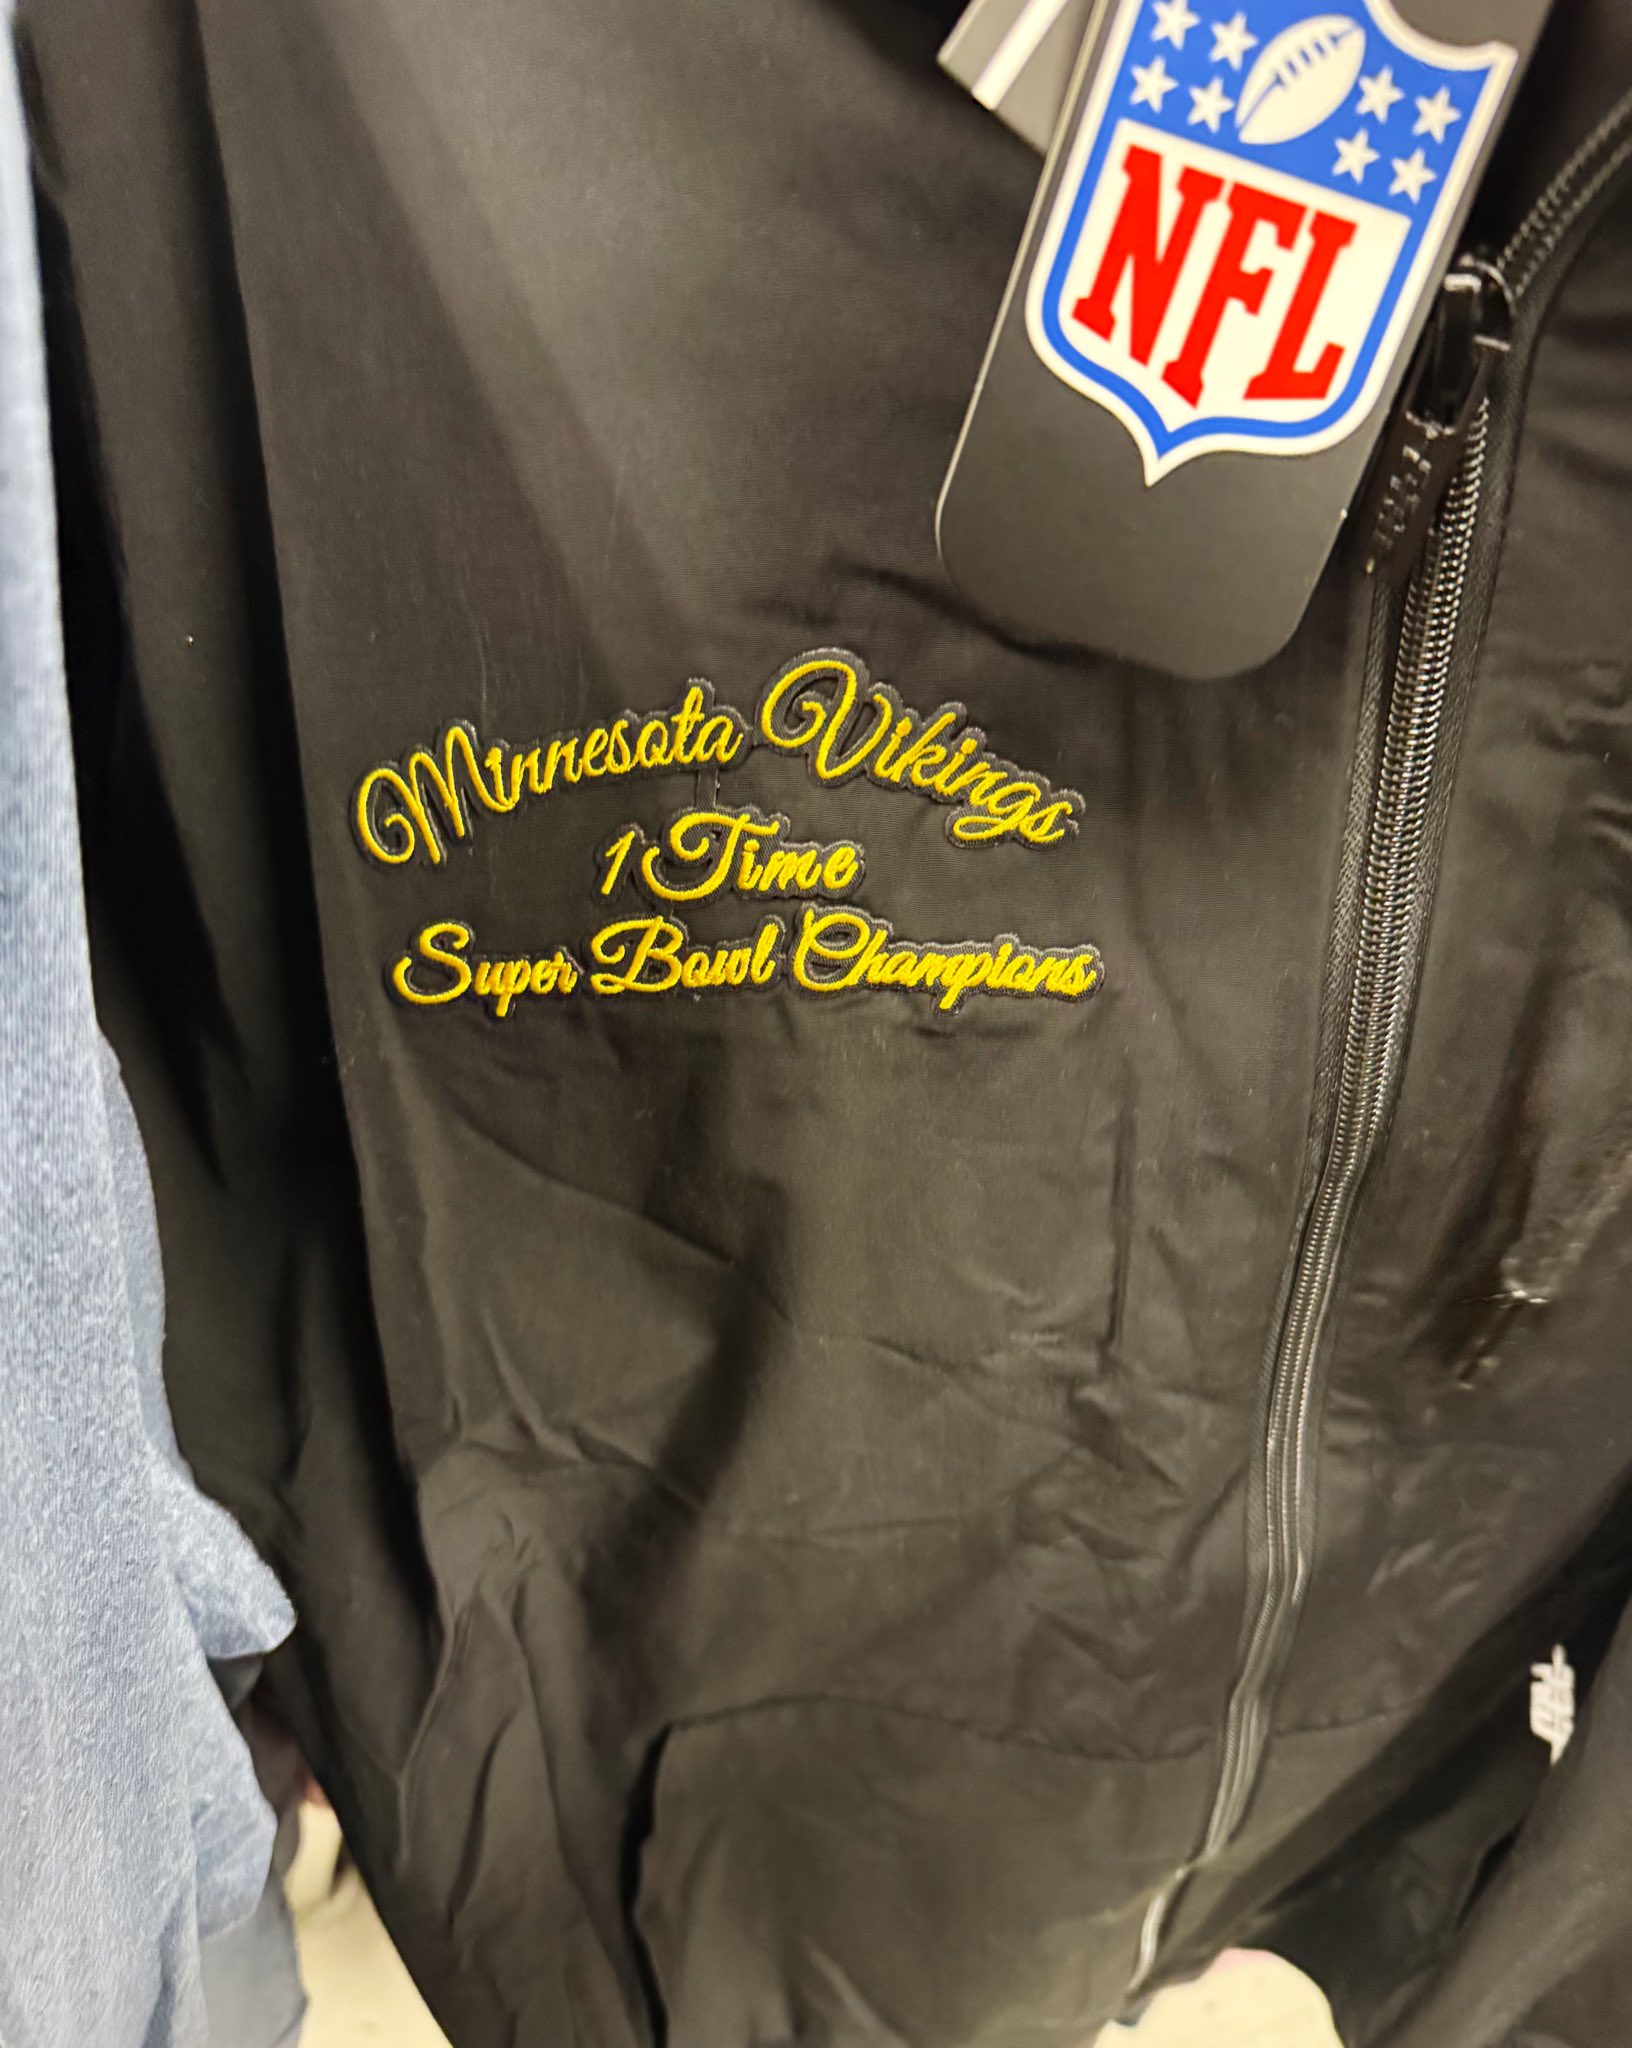 NFL
Minnesota Vikings
1 Time
Super Bowl Champions